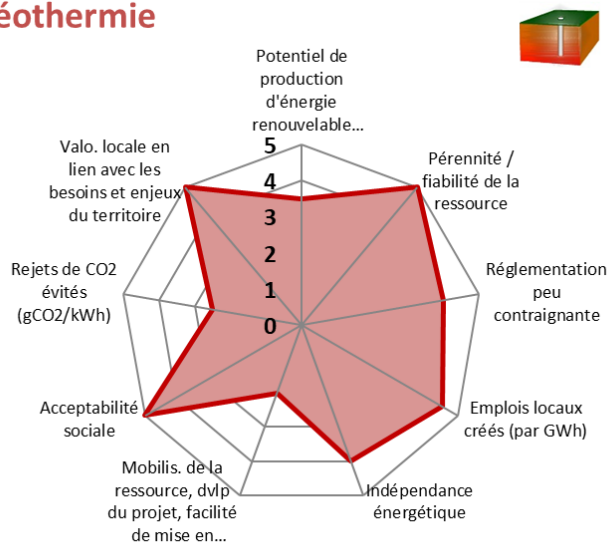 éothermie
Potentiel de
production
d'énergie
renouvelable...
Pérennité /
fiabilité de la
ressource
Réglementation
peu
contraignante
Emplois locaux
créés (par GWh)
Indépendance
énergétique
Mobilis. de la
ressource, dvlp
du projet, facilité
de mise en...
Acceptabilité
sociale
Rejets de CO2
évités
(gCO2/kWh)
Valo. locale en
lien avec les
besoins et enjeux
du territoire
5
4
3
2
1
0